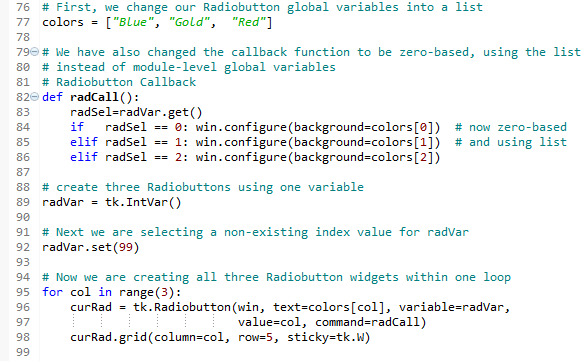 76 # First, we change our Radiobutton global variables into a list
77 colors = ["Blue", "Gold", "Red"]
78
79 # We have also changed the callback function to be zero-based, using the list
80 # instead of module-level global variables
81 # Radiobutton Callback
82 def radCall():
83     radSel=radVar.get()
84     if   radSel == 0: win.configure(background=colors[0])  # now zero-based
85     elif radSel == 1: win.configure(background=colors[1])  # and using list
86     elif radSel == 2: win.configure(background=colors[2])
87
88 # create three Radiobuttons using one variable
89 radVar = tk.IntVar()
90
91 # Next we are selecting a non-existing index value for radVar
92 radVar.set(99)
93
94 # Now we are creating all three Radiobutton widgets within one loop
95 for col in range(3):
96     curRad = tk.Radiobutton(win, text=colors[col], variable=radVar,
97                             value=col, command=radCall)
98     curRad.grid(column=col, row=5, sticky=tk.W)
99